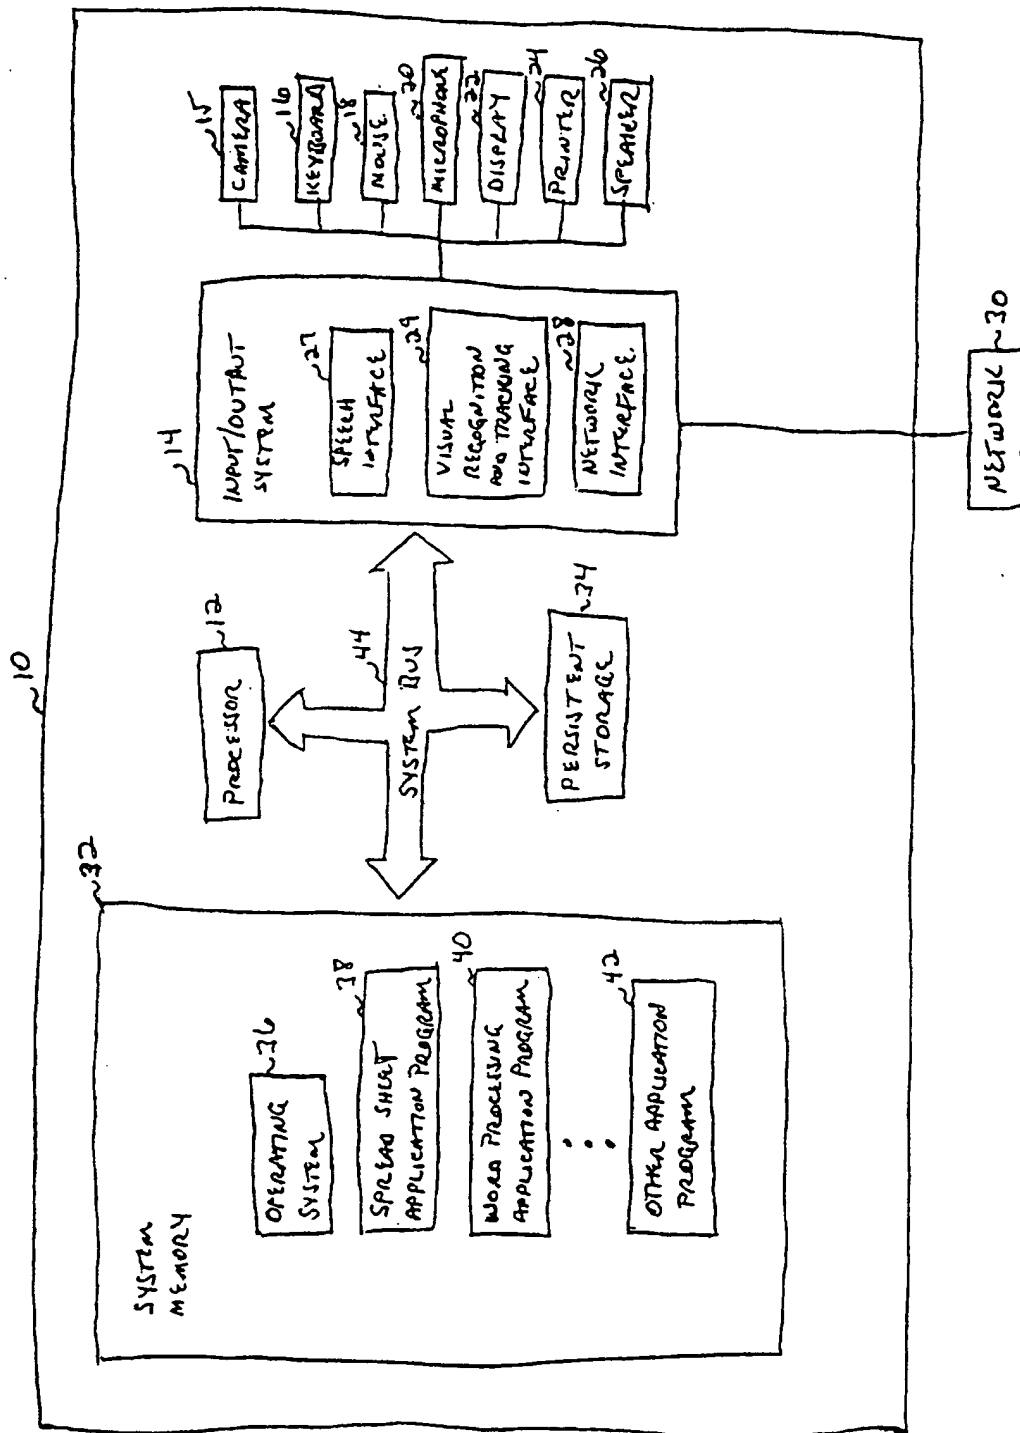 10
32
SYSTEM
MEMORY
OPERATING
SYSTEM
36
SPREAD SHEET
APPLICATION PROGRAM
38
WORD PROCESSING
APPLICATION PROGRAM
40
OTHER APPLICATION
PROGRAM
42
PROCESSOR
12
44
SYSTEM BUS
PERSISTENT
STORAGE
34
14
INPUT/OUTPUT
SYSTEM
27
SPEECH
INTERFACE
29
VISUAL
RECOGNITION
AND TRACKING
INTERFACE
28
NETWORK
INTERFACE
15
CAMERA
16
KEYBOARD
18
MOUSE
20
MICROPHONE
22
DISPLAY
24
PRINTER
26
SPEAKER
NETWORK
30